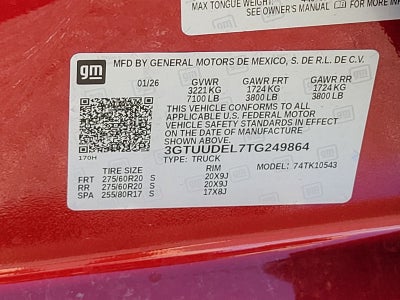 MAX TONGUE WEIGHT
SEE OWNER'S MANUAL FOR MORE INFO
gm
MFD BY GENERAL MOTORS DE MEXICO, S. DE R.L. DE C.V.
01/26 GVWR GAWR FRT GAWR RR
3221 KG 1724 KG 1724 KG
7100 LB 3800 LB 3800 LB
THIS VEHICLE CONFORMS TO ALL
APPLICABLE U.S. FEDERAL MOTOR
VEHICLE SAFETY STANDARDS IN
EFFECT ON THE DATE OF
MANUFACTURE SHOWN ABOVE.
3GTUUDEL7TG249864
170H TYPE: TRUCK MODEL: 74TK10543
TIRE SIZE RIM
FRT 275/60R20 S 20X9J
RR 275/60R20 S 20X9J
SPA 255/80R17 S 17X8J